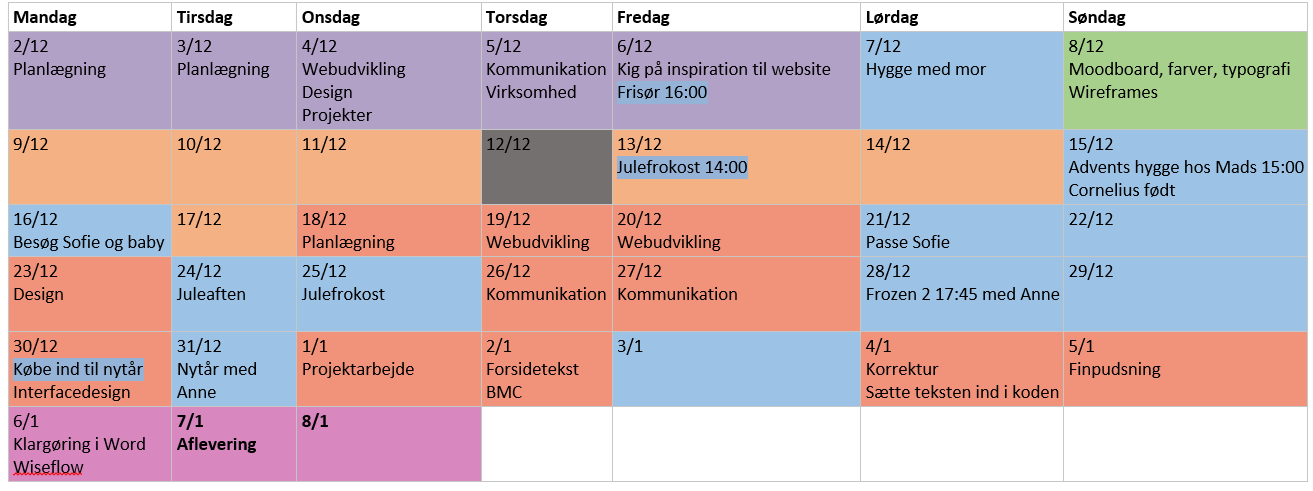 Mandag Tirsdag Onsdag Torsdag Fredag Lørdag Søndag
2/12
Planlægning
3/12
Planlægning
4/12
Webudvikling
Design
Projekter
5/12
Kommunikation
Virksomhed
6/12
Kig på inspiration til website
Frisør 16:00
7/12
Hygge med mor
8/12
Moodboard, farver, typografi
Wireframes
9/12
10/12
11/12
12/12
13/12
Julefrokost 14:00
14/12
15/12
Advents hygge hos Mads 15:00
Cornelius født
16/12
Besøg Sofie og baby
17/12
18/12
Planlægning
19/12
Webudvikling
20/12
Webudvikling
21/12
Passe Sofie
22/12
23/12
Design
24/12
Juleaften
25/12
Julefrokost
26/12
Kommunikation
27/12
Kommunikation
28/12
Frozen 2 17:45 med Anne
29/12
30/12
Købe ind til nytår
Interfacedesign
31/12
Nytår med
Anne
1/1
Projektarbejde
2/1
Forsidetekst
BMC
3/1
4/1
Korrektur
Sætte teksten ind i koden
5/1
Finpudsning
6/1
Klargøring i Word
Wiseflow
7/1
Aflevering
8/1